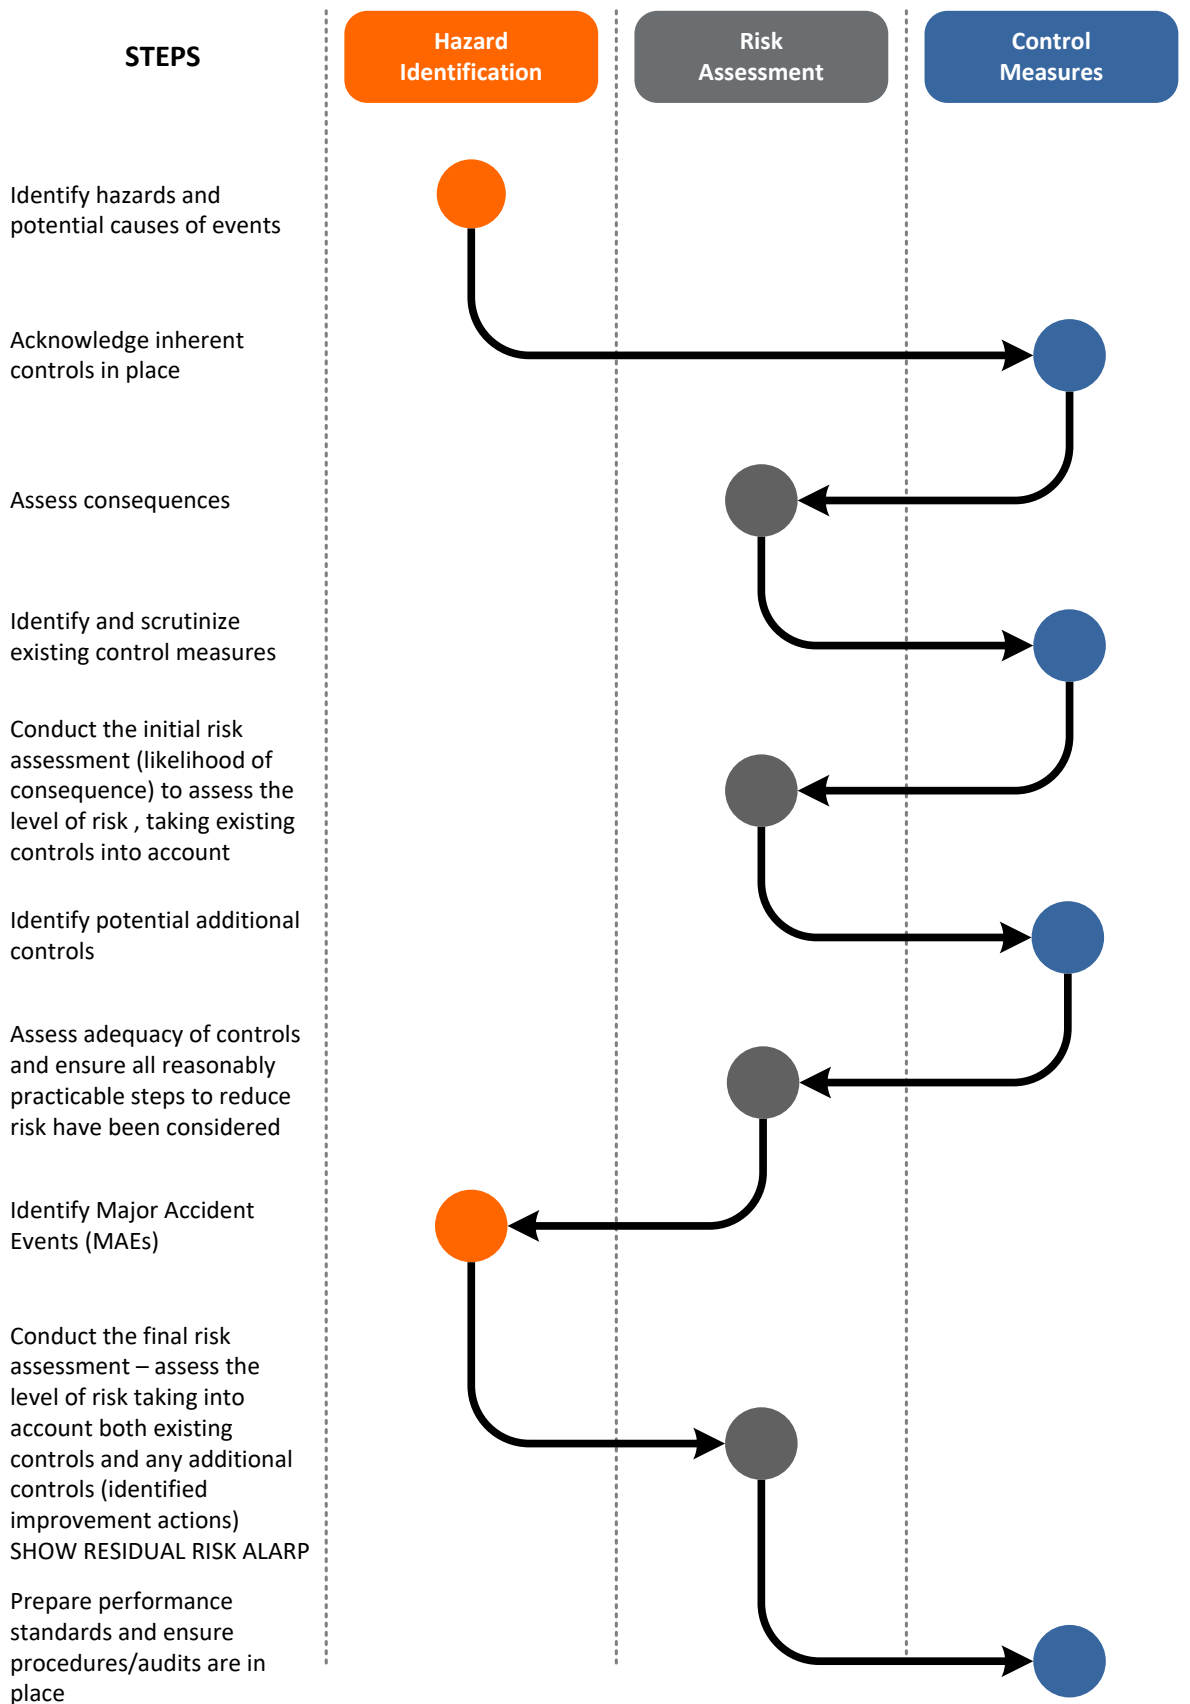 STEPS
Hazard
Identification
Risk
Assessment
Control
Measures
Identify hazards and
potential causes of events
Acknowledge inherent
controls in place
Assess consequences
Identify and scrutinize
existing control measures
Conduct the initial risk
assessment (likelihood of
consequence) to assess the
level of risk , taking existing
controls into account
Identify potential additional
controls
Assess adequacy of controls
and ensure all reasonably
practicable steps to reduce
risk have been considered
Identify Major Accident
Events (MAEs)
Conduct the final risk
assessment – assess the
level of risk taking into
account both existing
controls and any additional
controls (identified
improvement actions)
SHOW RESIDUAL RISK ALARP
Prepare performance
standards and ensure
procedures/audits are in
place